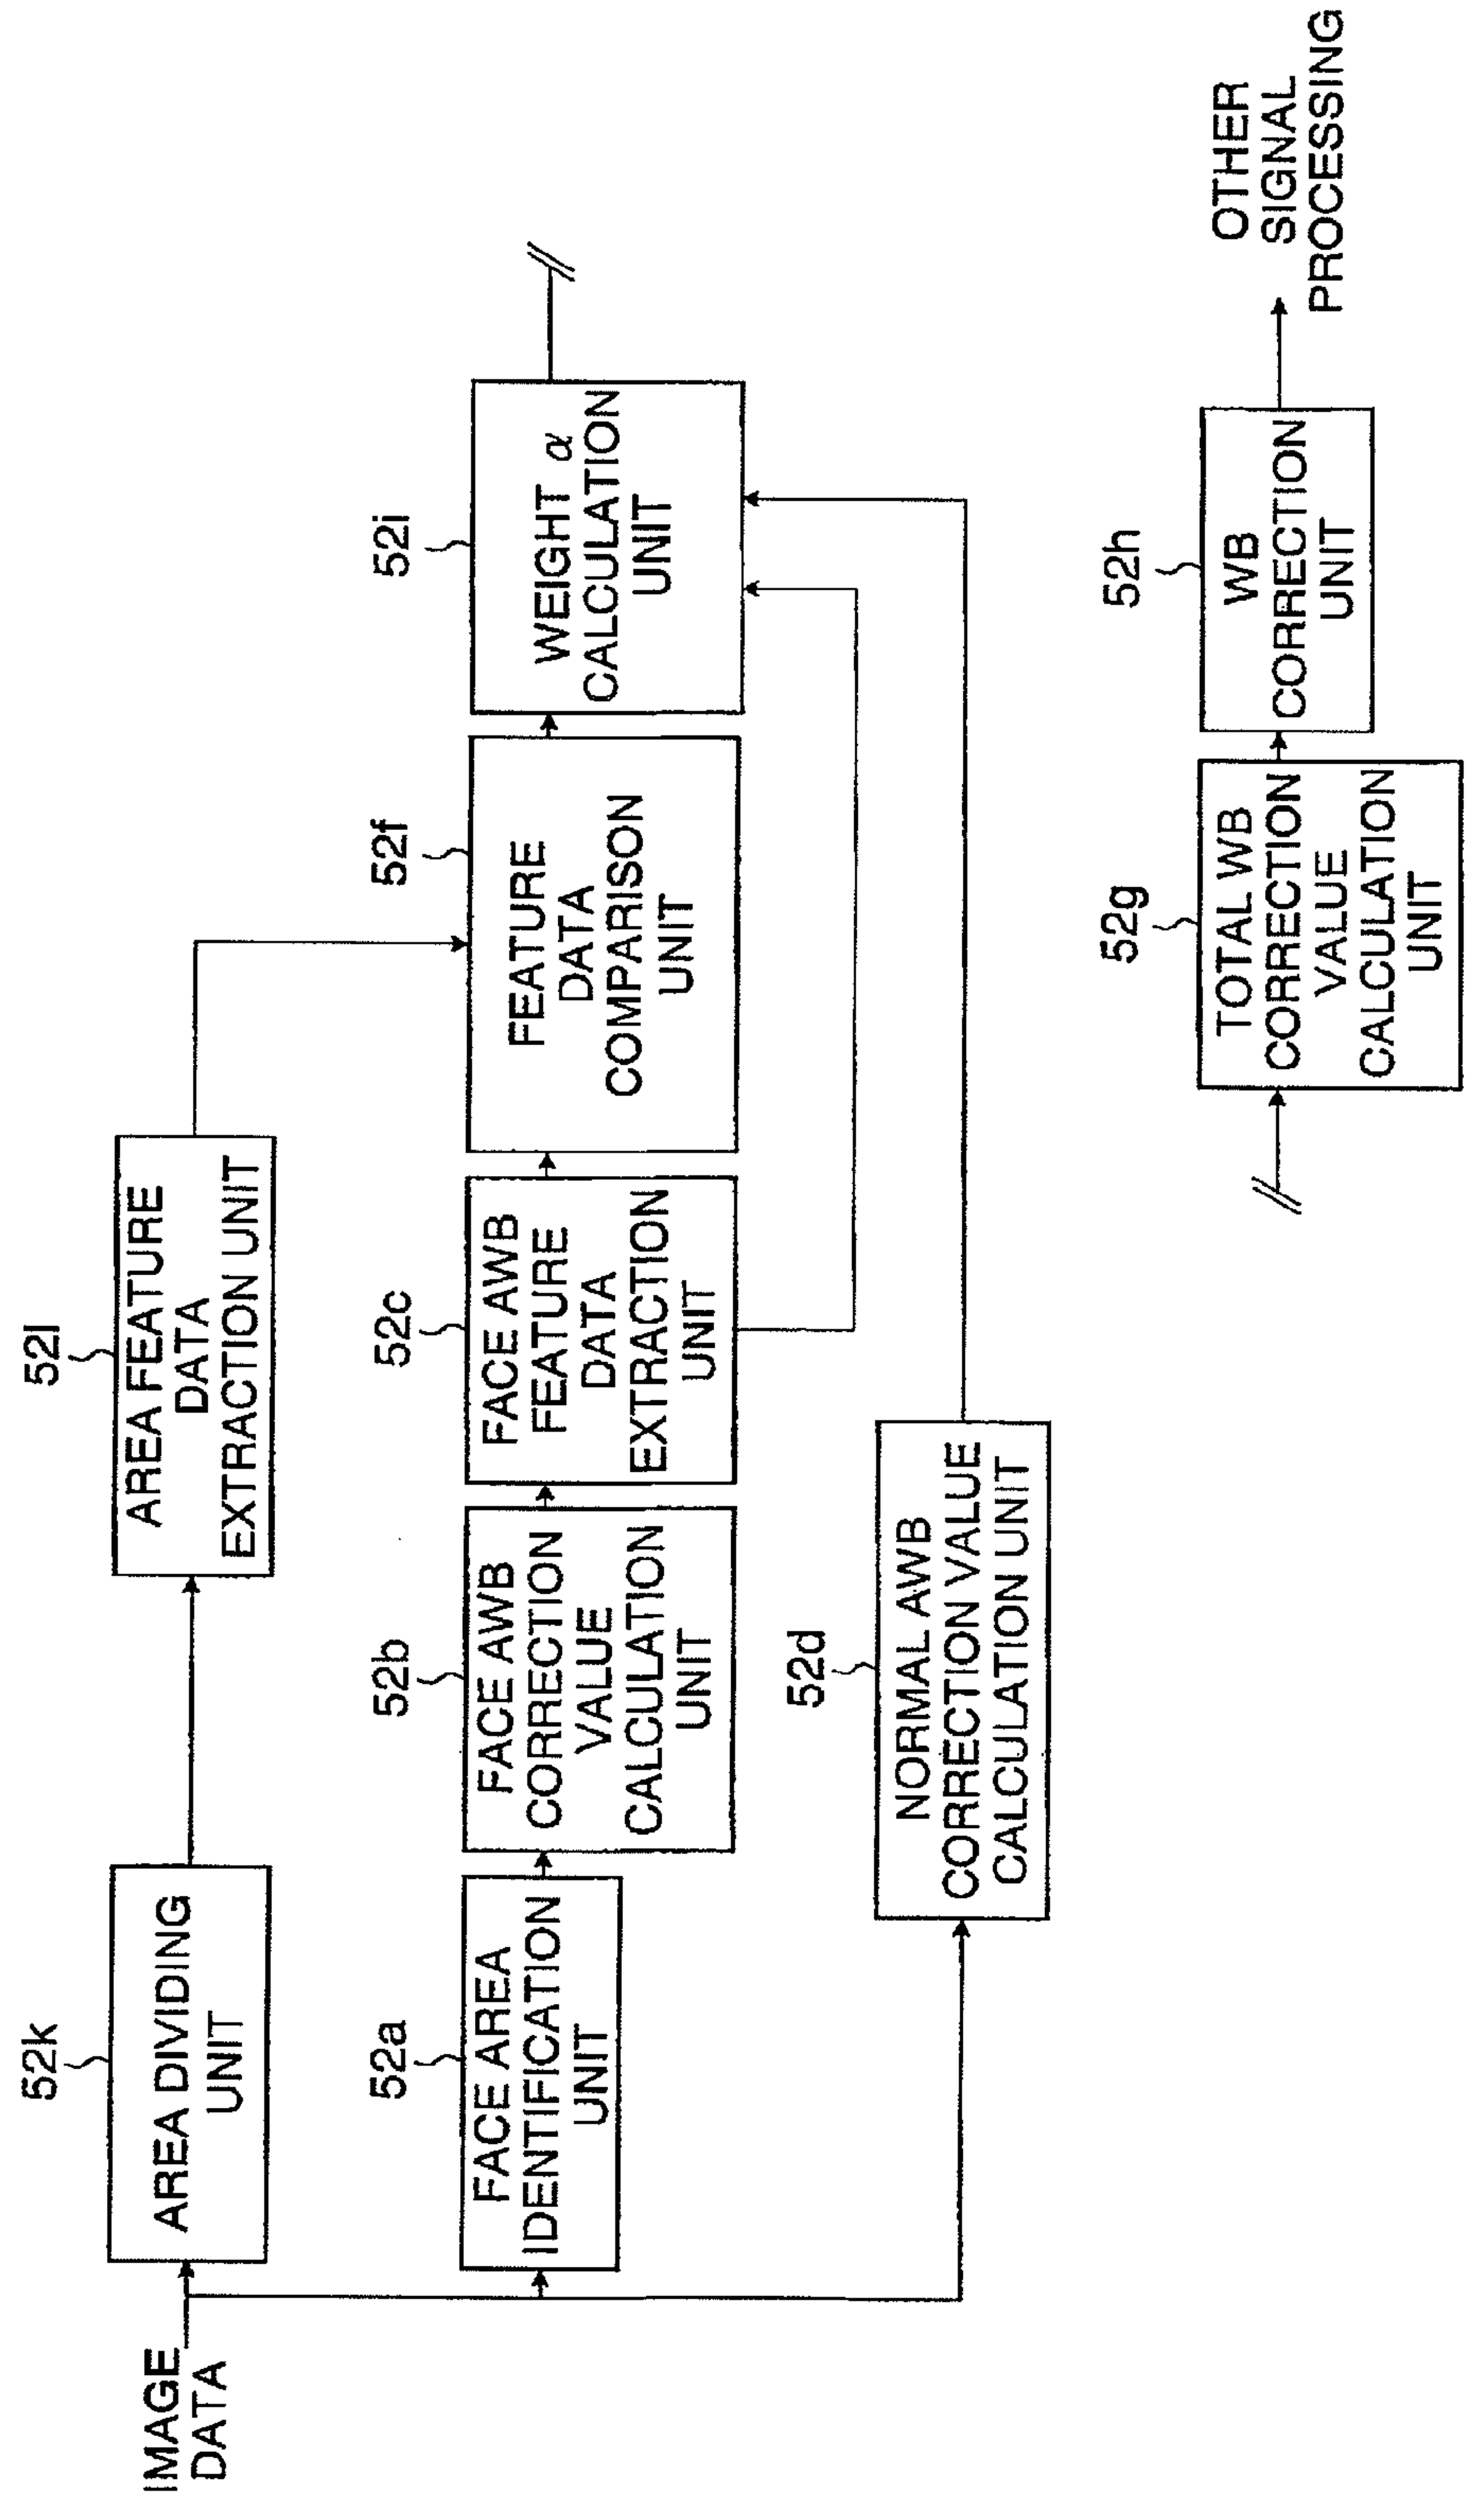 IMAGE
DATA
52k
AREA DIVIDING
UNIT
52l
AREA FEATURE
DATA
EXTRACTION UNIT
52a
FACE AREA
IDENTIFICATION
UNIT
52b
FACE AWB
CORRECTION
VALUE
CALCULATION
UNIT
52c
FACE AWB
FEATURE
DATA
EXTRACTION
UNIT
52f
FEATURE
DATA
COMPARISON
UNIT
52i
WEIGHT α
CALCULATION
UNIT
52d
NORMAL AWB
CORRECTION VALUE
CALCULATION UNIT
52g
TOTAL WB
CORRECTION
VALUE
CALCULATION
UNIT
52h
WB
CORRECTION
UNIT
OTHER
SIGNAL
PROCESSING